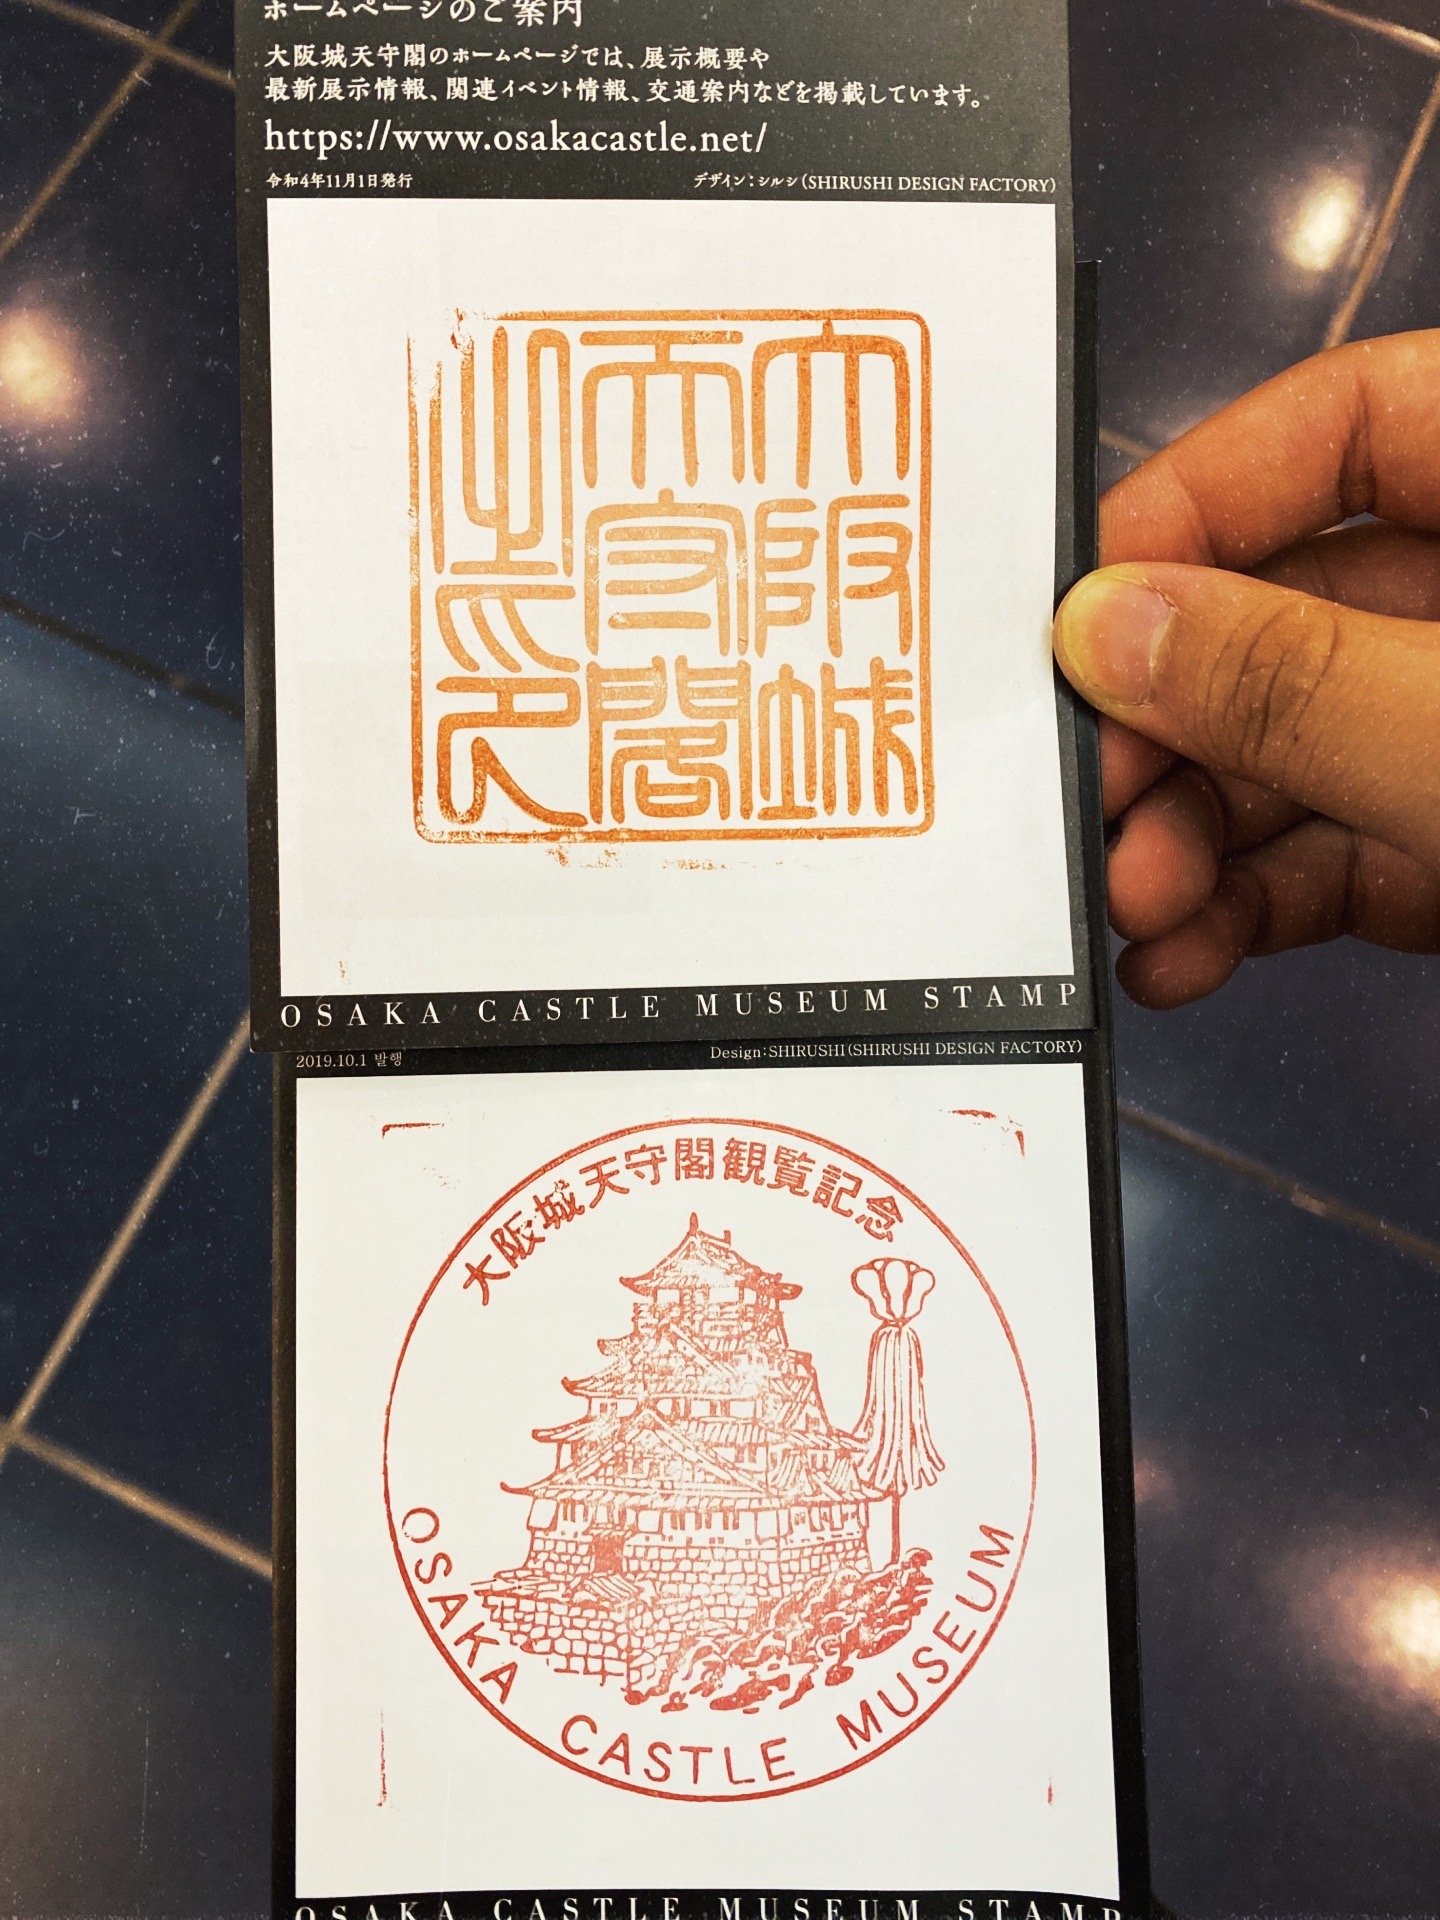 ホームページのご案内
大阪城天守閣のホームページでは、展示概要や
最新展示情報、関連イベント情報、交通案内などを掲載しています。
https://www.osakacastle.net/
令和4年11月1日発行
デザイン：シルシ（SHIRUSHI DESIGN FACTORY）
大阪城
天守閣
之印
OSAKA CASTLE MUSEUM STAMP
2019.10.1 발행
Design:SHIRUSHI(SHIRUSHI DESIGN FACTORY)
大阪城天守閣観覧記念
OSAKA CASTLE MUSEUM
OSAKA CASTLE MUSEUM STAMP